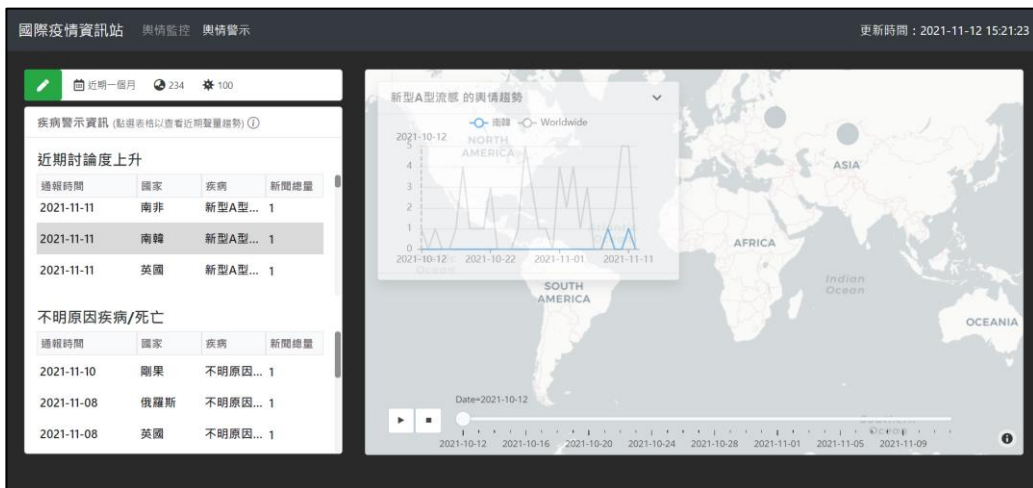 國際疫情資訊站 輿情監控 輿情警示 更新時間：2021-11-12 15:21:23
近期一個月 234 100
疾病警示資訊 (點選表格以查看近期聲量趨勢)
近期討論度上升
通報時間 國家 疾病 新聞總量
2021-11-11 南非 新型A型... 1
2021-11-11 南韓 新型A型... 1
2021-11-11 英國 新型A型... 1
不明原因疾病/死亡
通報時間 國家 疾病 新聞總量
2021-11-10 剛果 不明原因... 1
2021-11-08 俄羅斯 不明原因... 1
2021-11-08 英國 不明原因... 1
新型A型流感 的輿情趨勢
南韓 Worldwide
2021-10-12
5
4
3
2
1
0
2021-10-12 2021-10-22 2021-11-01 2021-11-11
NORTH
AMERICA
ASIA
AFRICA
SOUTH
AMERICA
Indian
Ocean
OCEANIA
Date=2021-10-12
Southern
Ocean
2021-10-12 2021-10-16 2021-10-20 2021-10-24 2021-10-28 2021-11-01 2021-11-05 2021-11-09